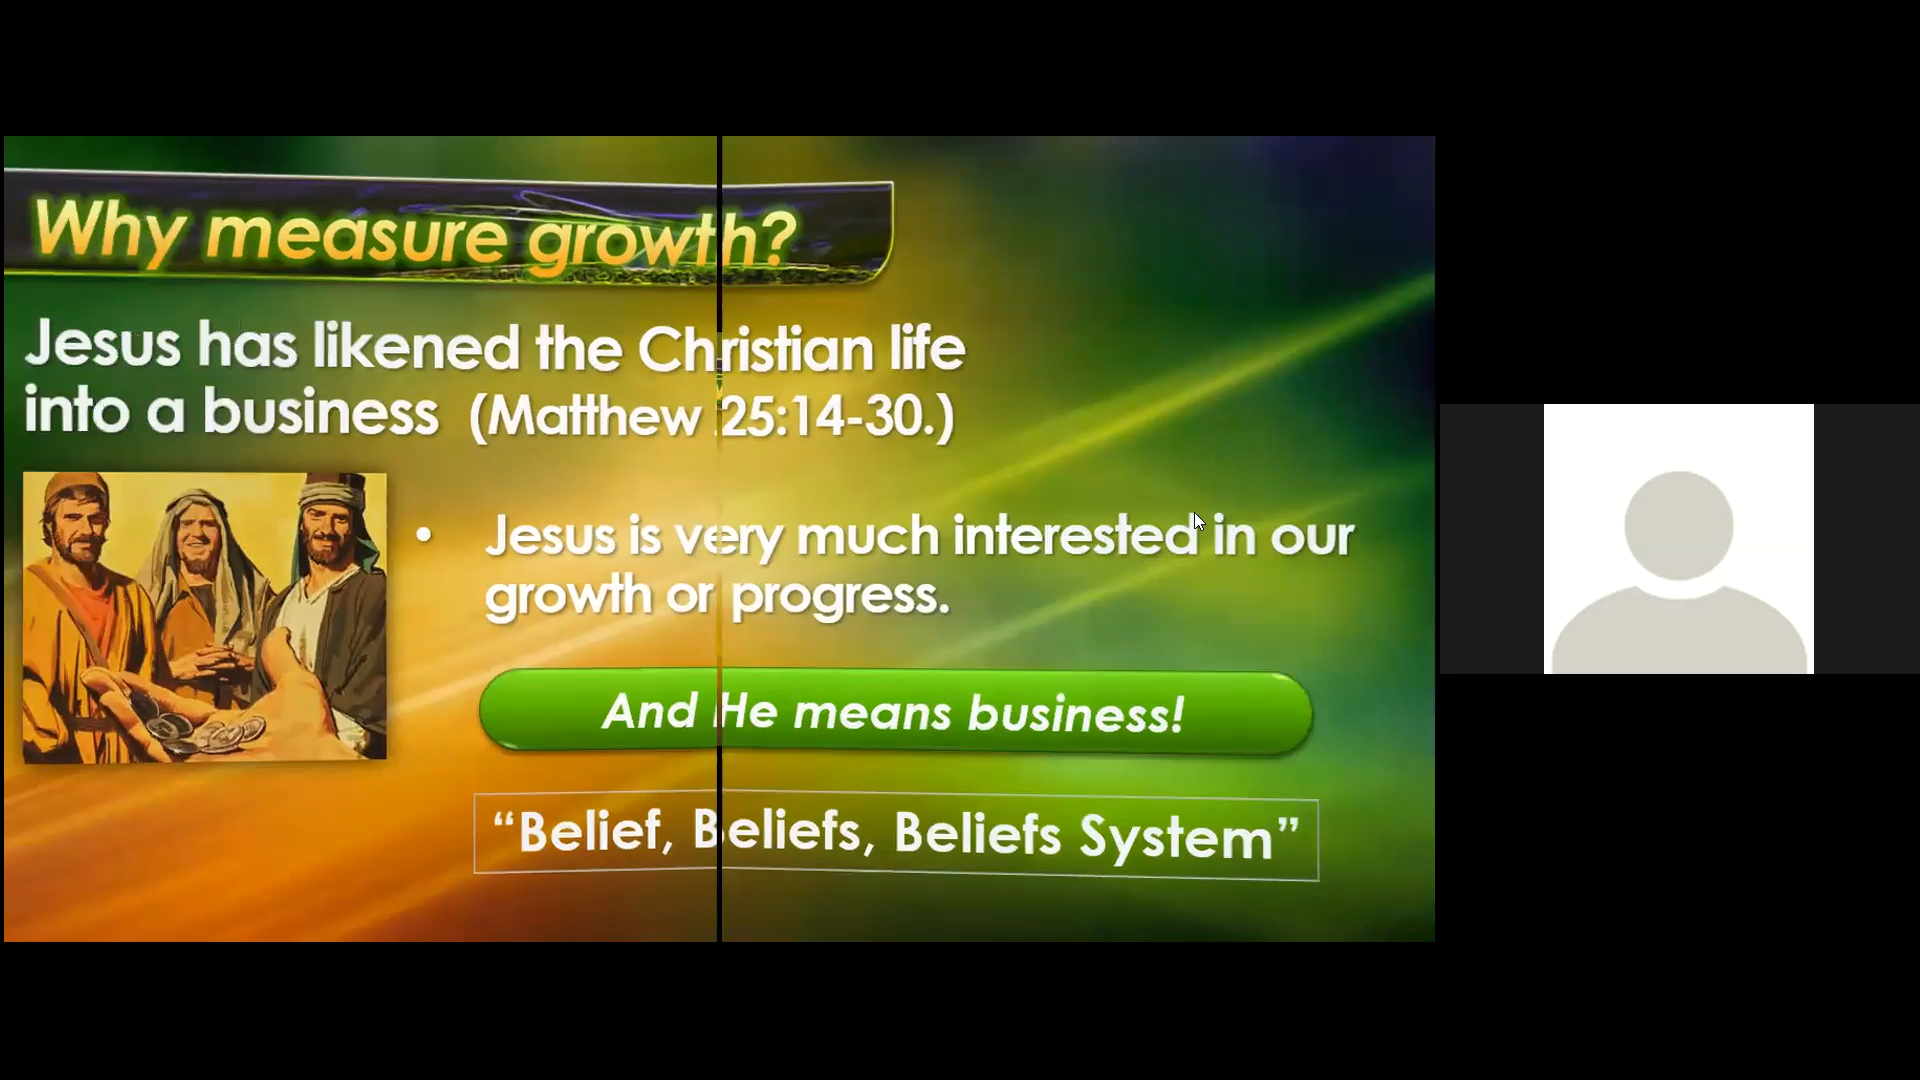 Why measure growth?
Jesus has likened the Christian life
into a business (Matthew 25:14-30.)
• Jesus is very much interested in our
growth or progress.
And He means business!
“Belief, Beliefs, Beliefs System”